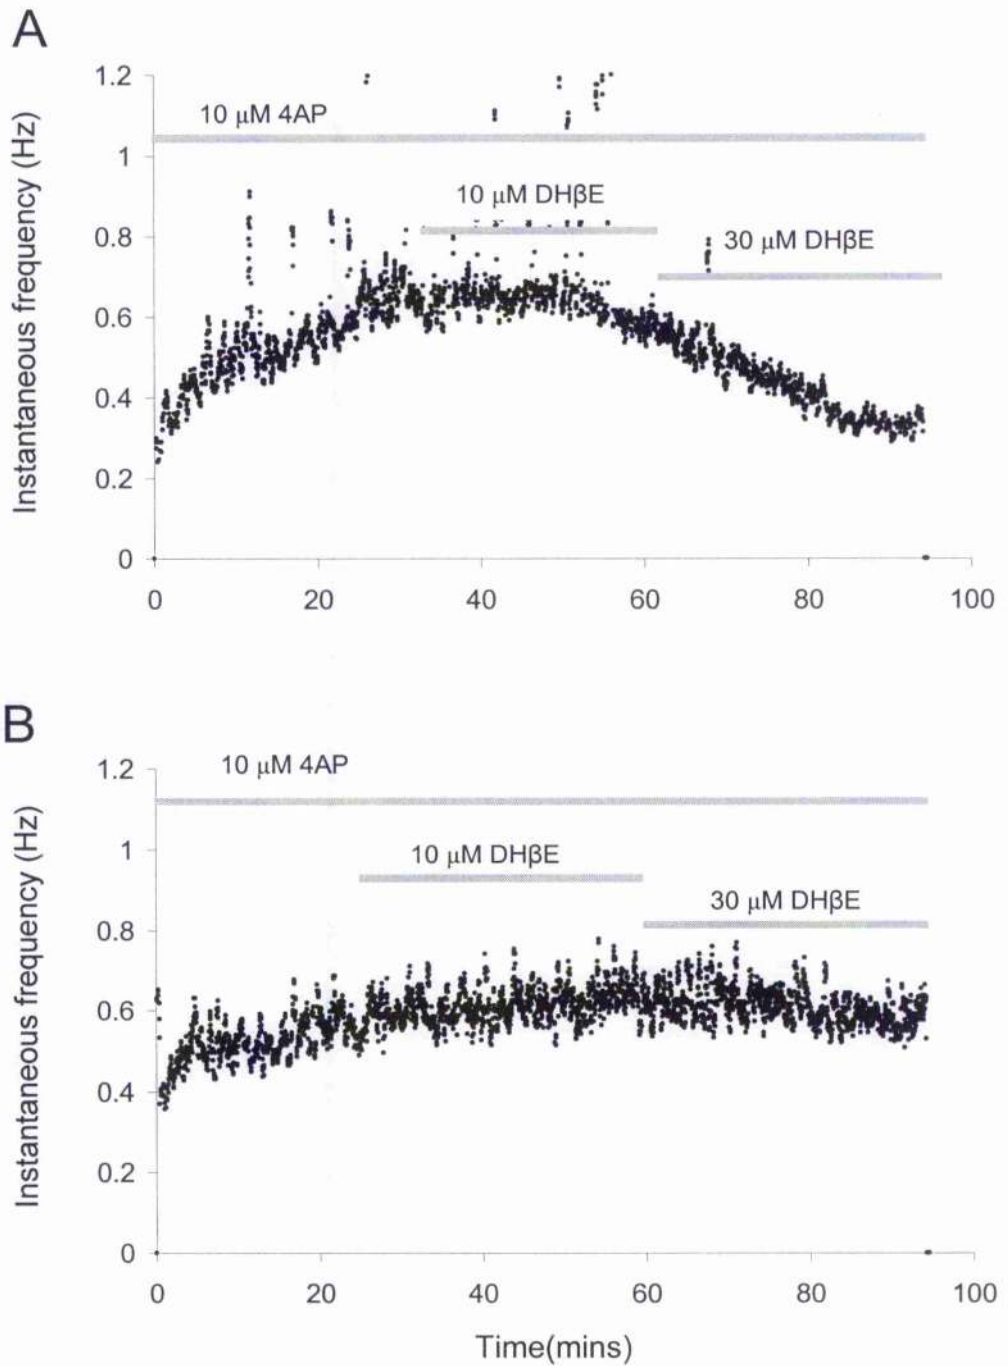 A
Instantaneous frequency (Hz)
1.2
1
0.8
0.6
0.4
0.2
0
10 μM 4AP
10 μM DHβE
30 μM DHβE
0 20 40 60 80 100
B
Instantaneous frequency (Hz)
1.2
1
0.8
0.6
0.4
0.2
0
10 μM 4AP
10 μM DHβE
30 μM DHβE
0 20 40 60 80 100
Time(mins)